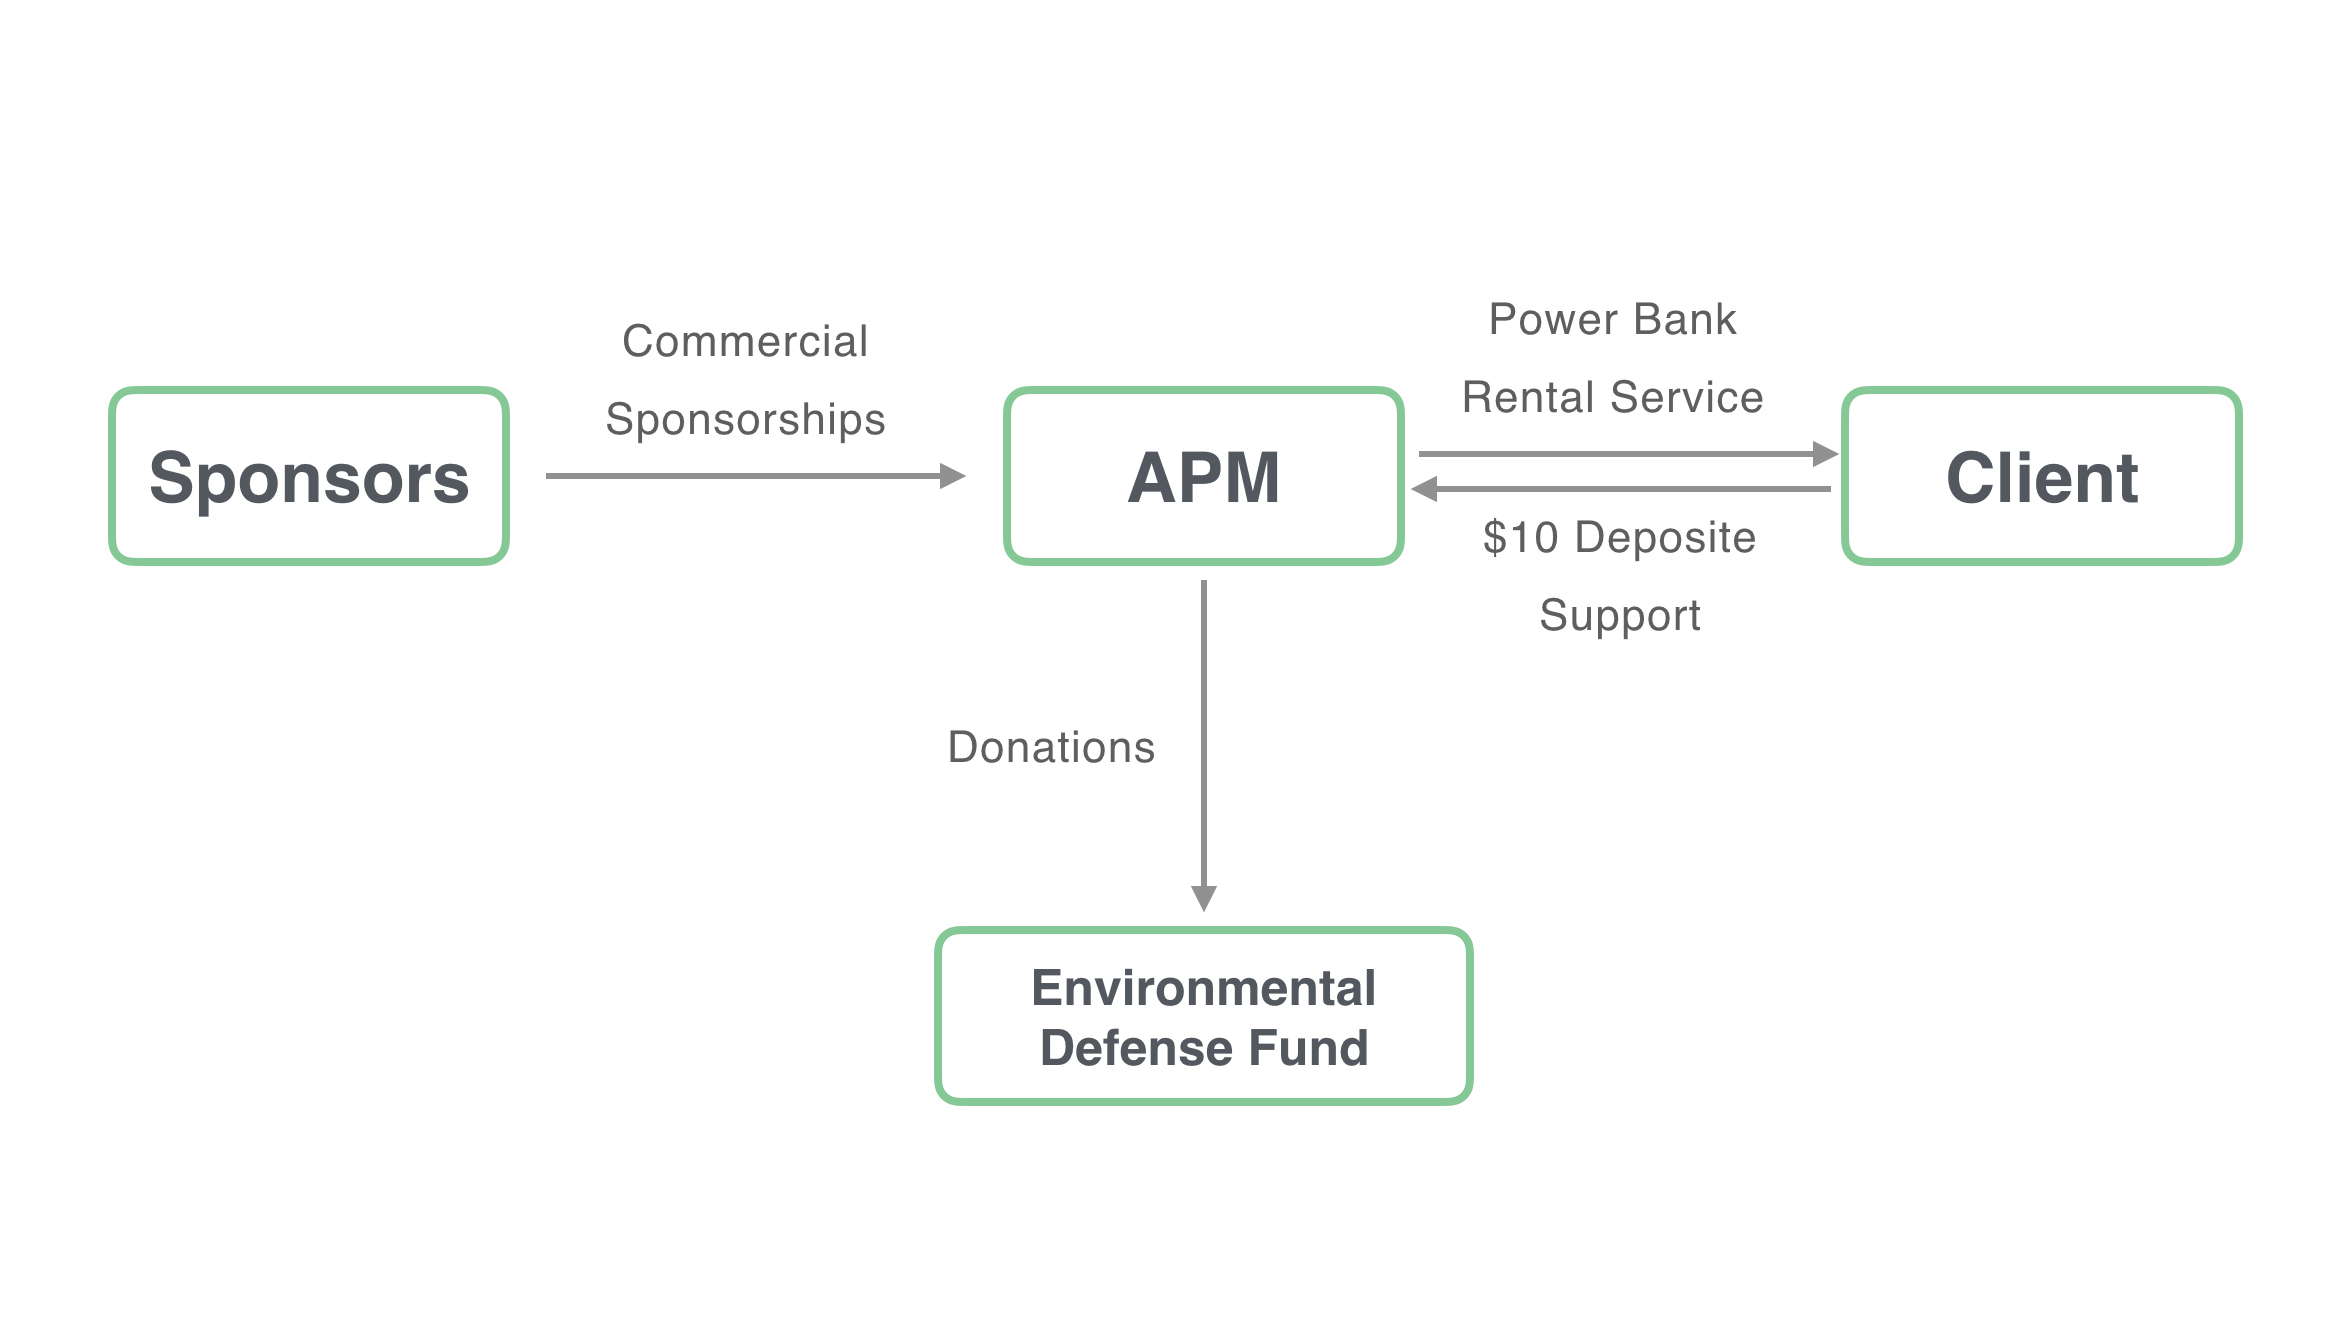 Commercial
Sponsorships
Power Bank
Rental Service
Sponsors
APM
Client
$10 Deposite
Support
Donations
Environmental
Defense Fund